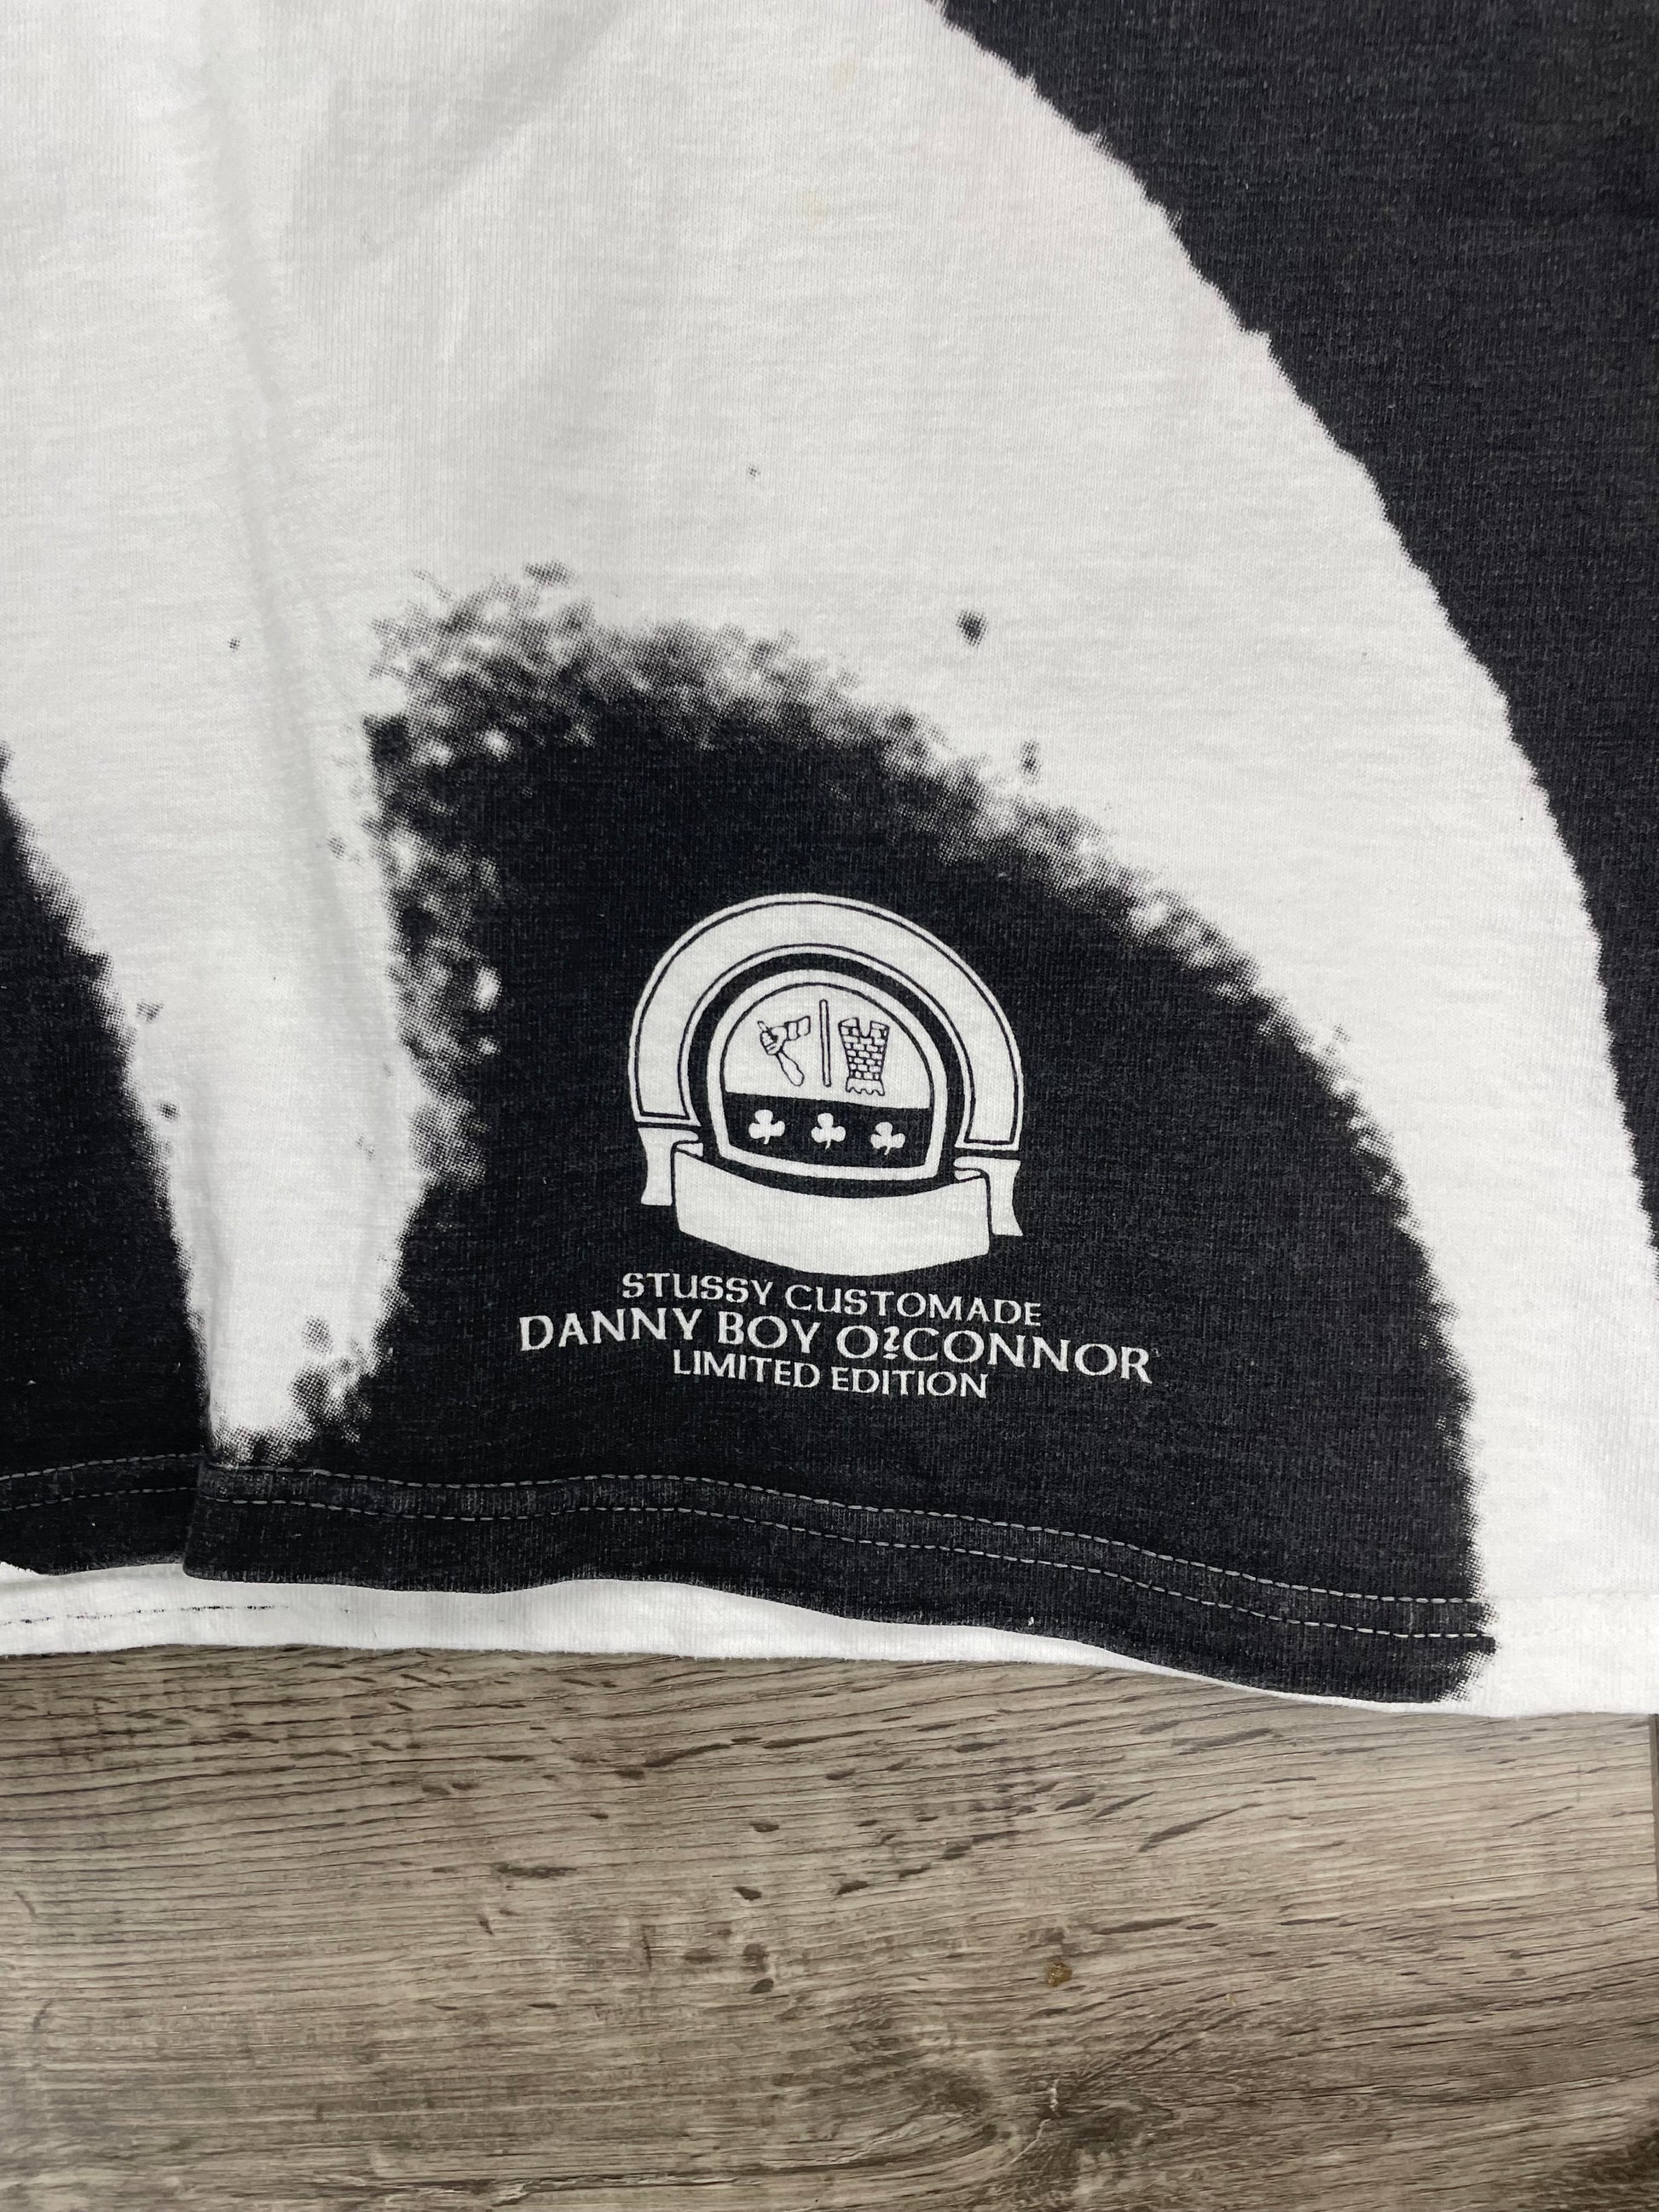 STUSSY CUSTOMADE
DANNY BOY O?CONNOR
LIMITED EDITION